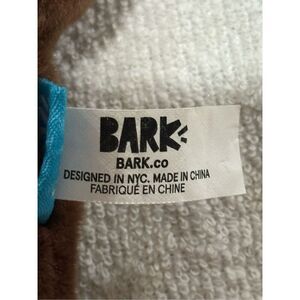 BARK
BARK.co
DESIGNED IN NYC. MADE IN CHINA
FABRIQUÉ EN CHINE